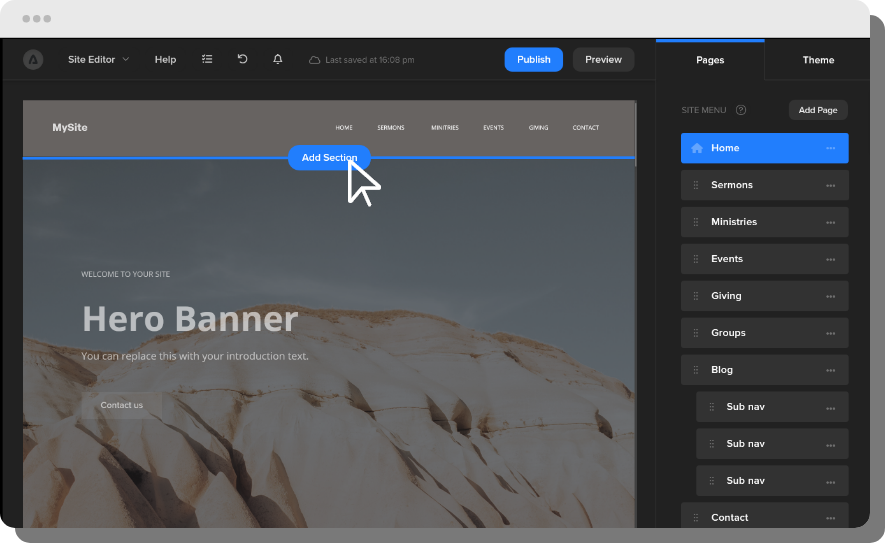 Site Editor
Help
Last saved at 16:08 pm
Publish
Preview
Pages
Theme
SITE MENU ?
Add Page
MySite
HOME
SERMONS
MINITRIES
EVENTS
GIVING
CONTACT
Add Section
WELCOME TO YOUR SITE
Hero Banner
You can replace this with your introduction text.
Contact us
Home
Sermons
Ministries
Events
Giving
Groups
Blog
Sub nav
Sub nav
Sub nav
Contact